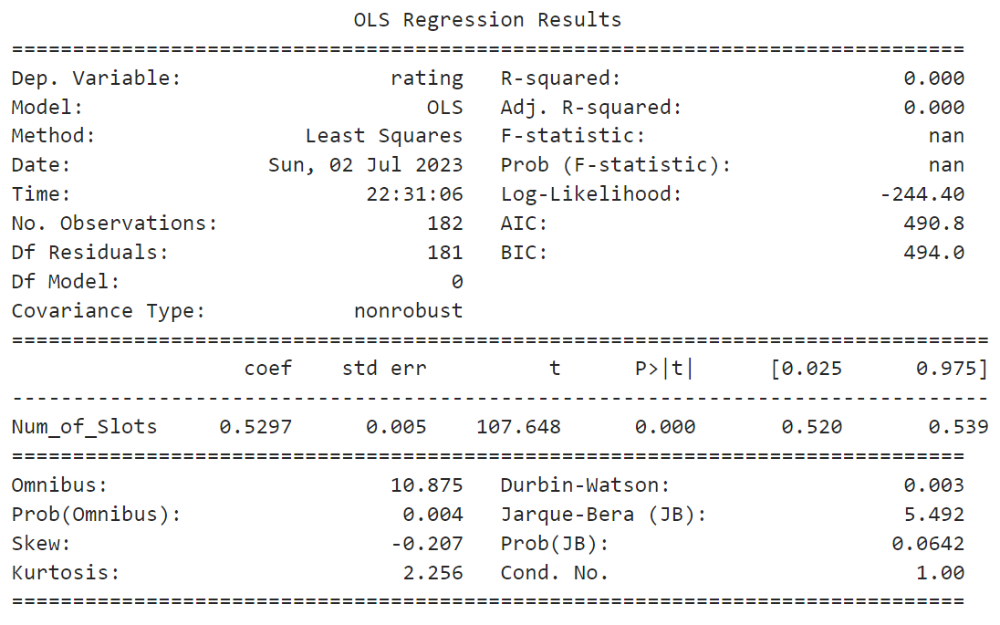 OLS Regression Results
==============================================================================
Dep. Variable: rating R-squared: 0.000
Model: OLS Adj. R-squared: 0.000
Method: Least Squares F-statistic: nan
Date: Sun, 02 Jul 2023 Prob (F-statistic): nan
Time: 22:31:06 Log-Likelihood: -244.40
No. Observations: 182 AIC: 490.8
Df Residuals: 181 BIC: 494.0
Df Model: 0
Covariance Type: nonrobust
================================================================================
coef std err t P>|t| [0.025 0.975]
--------------------------------------------------------------------------------
Num_of_Slots 0.5297 0.005 107.648 0.000 0.520 0.539
==============================================================================
Omnibus: 10.875 Durbin-Watson: 0.003
Prob(Omnibus): 0.004 Jarque-Bera (JB): 5.492
Skew: -0.207 Prob(JB): 0.0642
Kurtosis: 2.256 Cond. No. 1.00
==============================================================================